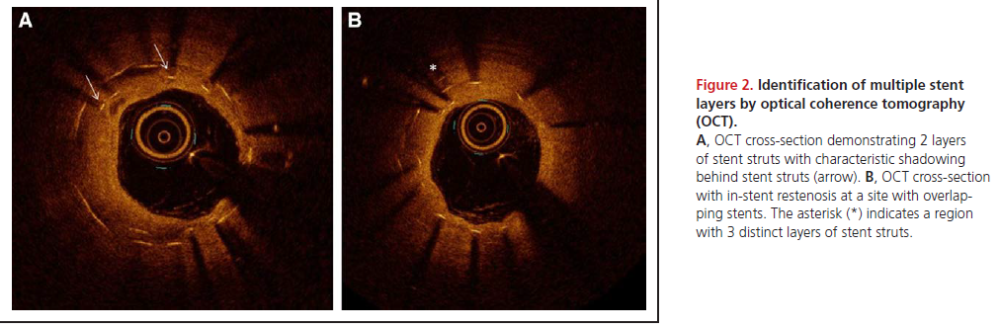 A
B
*
Figure 2. Identification of multiple stent
layers by optical coherence tomography
(OCT).
A, OCT cross-section demonstrating 2 layers
of stent struts with characteristic shadowing
behind stent struts (arrow). B, OCT cross-section
with in-stent restenosis at a site with overlap-
ping stents. The asterisk (*) indicates a region
with 3 distinct layers of stent struts.